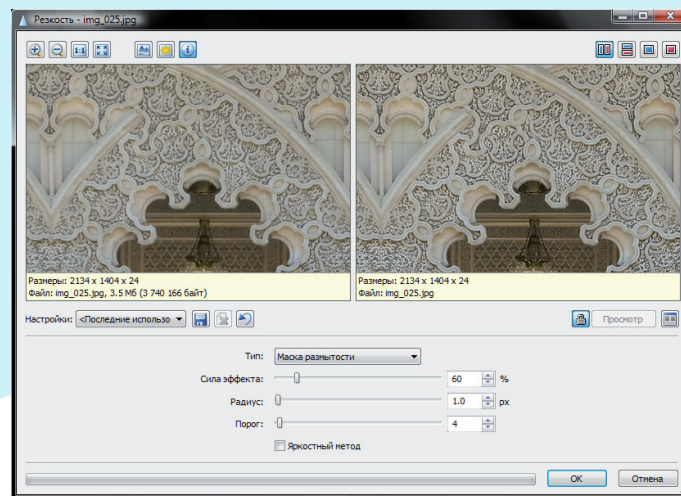 Резкость - img_025.jpg
1:1
Размеры: 2134 x 1404 x 24
Файл: img_025.jpg, 3.5 Мб (3 740 166 байт)
Размеры: 2134 x 1404 x 24
Файл: img_025.jpg
Настройки: <Последние использо
Просмотр
Тип: Маска размытости
Сила эффекта: 60 %
Радиус: 1.0 px
Порог: 4
Яркостный метод
OK Отмена